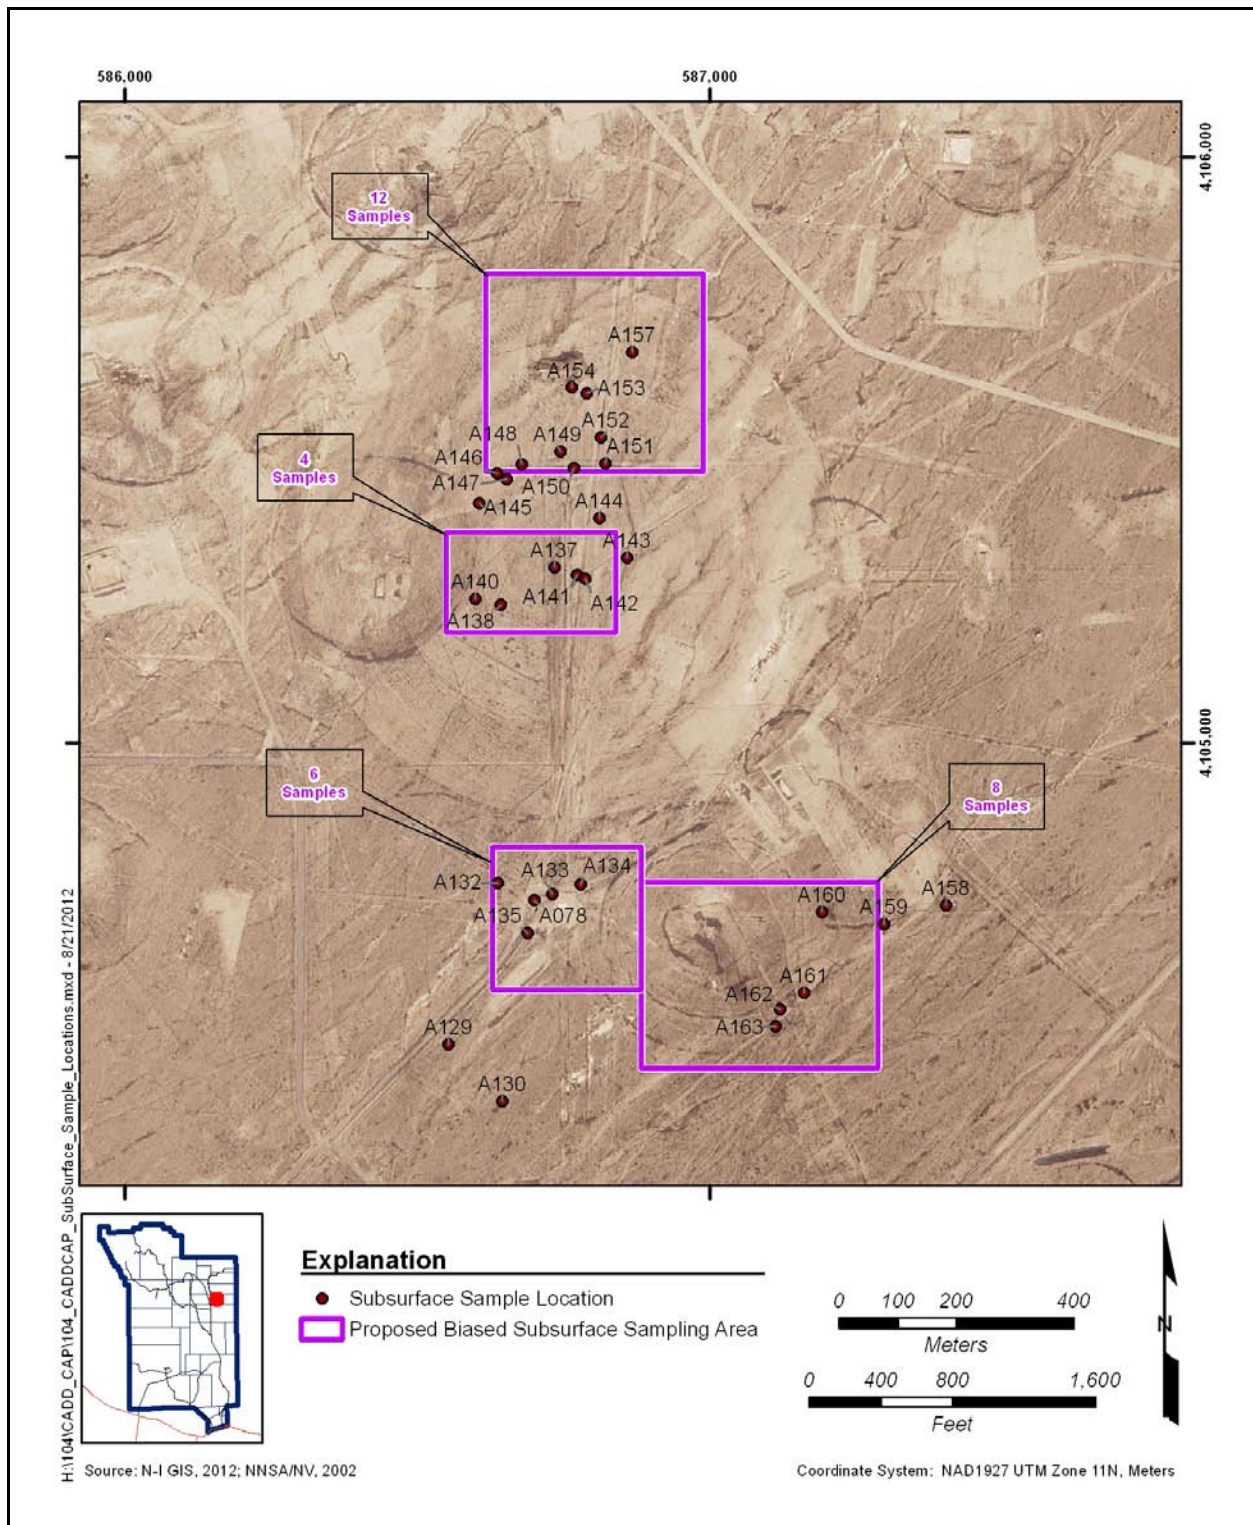 586,000
587,000
4,106,000
12
Samples
A157
A154
A153
A152
A148
A149
A151
A146
4
Samples
A147
A150
A145
A144
A143
A137
A140
A141
A142
A138
4,105,000
6
Samples
8
Samples
A133
A134
A132
A160
A158
A135
A078
A159
A161
A162
A163
A129
A130
H:\104\CADD_CAP\104_CADDCAP_SubSurface_Sample_Locations.mxd - 8/21/2012
Explanation
Subsurface Sample Location
Proposed Biased Subsurface Sampling Area
0 100 200 400
Meters
0 400 800 1,600
Feet
N
Source: N-I GIS, 2012; NNSA/NV, 2002
Coordinate System: NAD1927 UTM Zone 11N, Meters